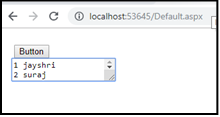 localhost:53645/Default.aspx
Button
1 jayshri
2 suraj